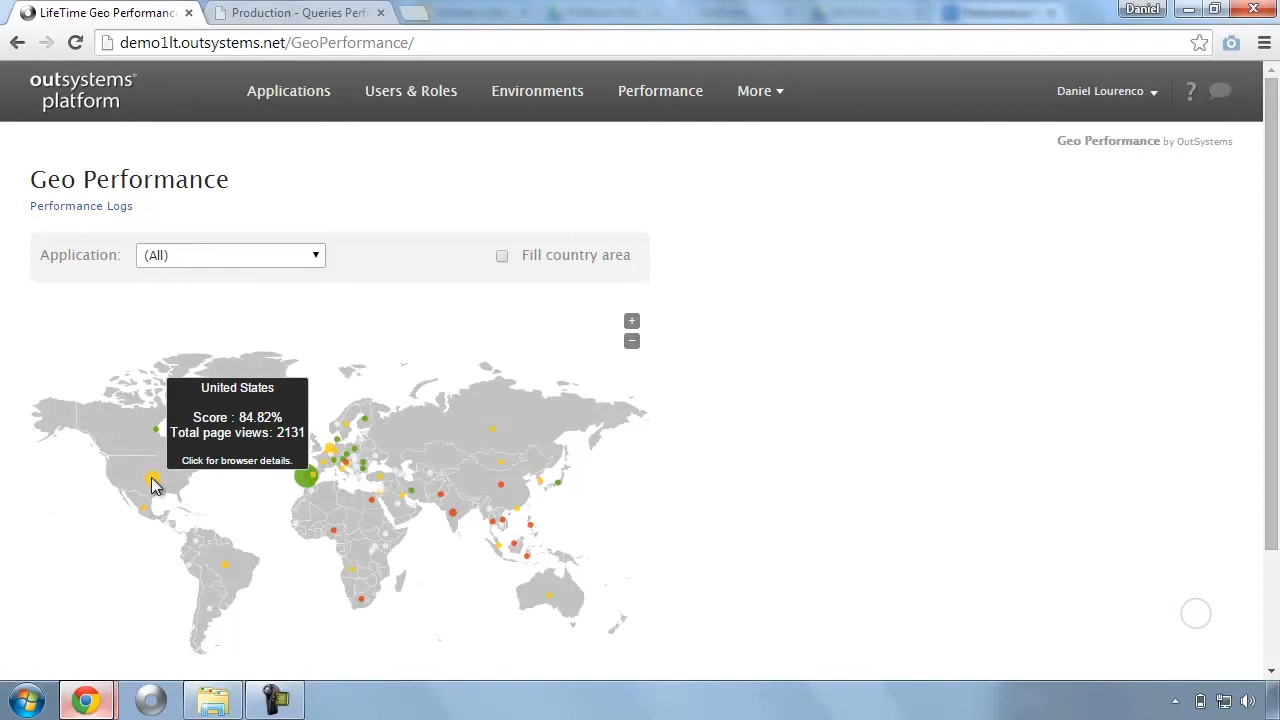 LifeTime Geo Performance
Production - Queries Perf
Daniel
demo1lt.outsystems.net/GeoPerformance/
outsystems®
platform
Applications
Users & Roles
Environments
Performance
More
Daniel Lourenco
?
Geo Performance by OutSystems
Geo Performance
Performance Logs
Application:
(All)
Fill country area
+
−
United States
Score : 84.82%
Total page views: 2131
Click for browser details.